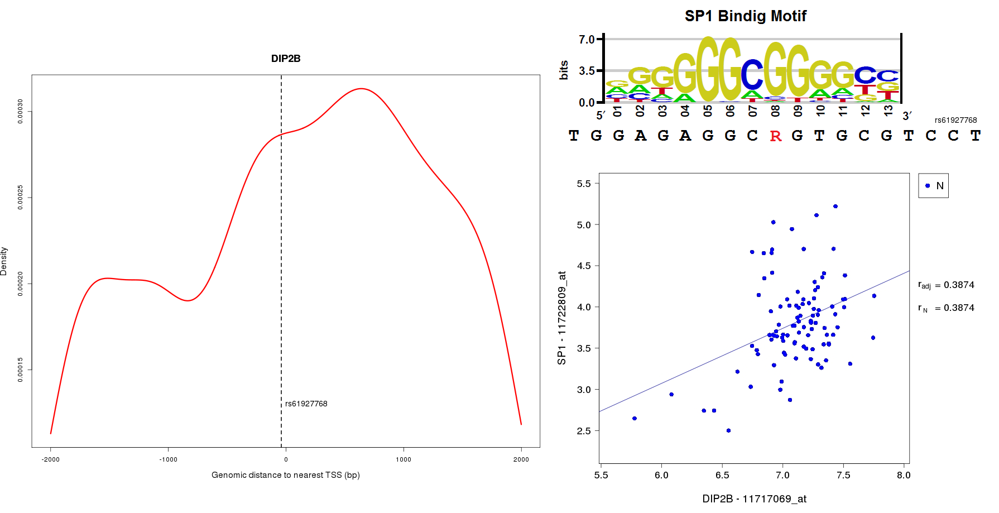 DIP2B
0.00030
0.00025
0.00020
0.00015
Density
rs61927768
-2000 -1000 0 1000 2000
Genomic distance to nearest TSS (bp)
SP1 Bindig Motif
7.0
3.5
0.0
bits
5′ 01 02 03 04 05 06 07 08 09 10 11 12 13 3′
rs61927768
T G G A G A G G C R G T G C G T C C T
5.5
5.0
4.5
4.0
3.5
3.0
2.5
SP1 - 11722809_at
N
r adj = 0.3874
r N = 0.3874
5.5 6.0 6.5 7.0 7.5 8.0
DIP2B - 11717069_at